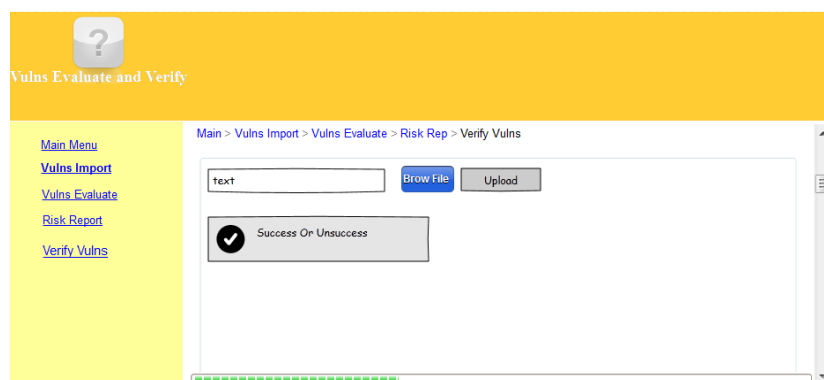 ?
Vulns Evaluate and Verify
Main > Vulns Import > Vulns Evaluate > Risk Rep > Verify Vulns
Main Menu
Vulns Import
Vulns Evaluate
Risk Report
Verify Vulns
text
Brow File
Upload
Success Or Unsuccess